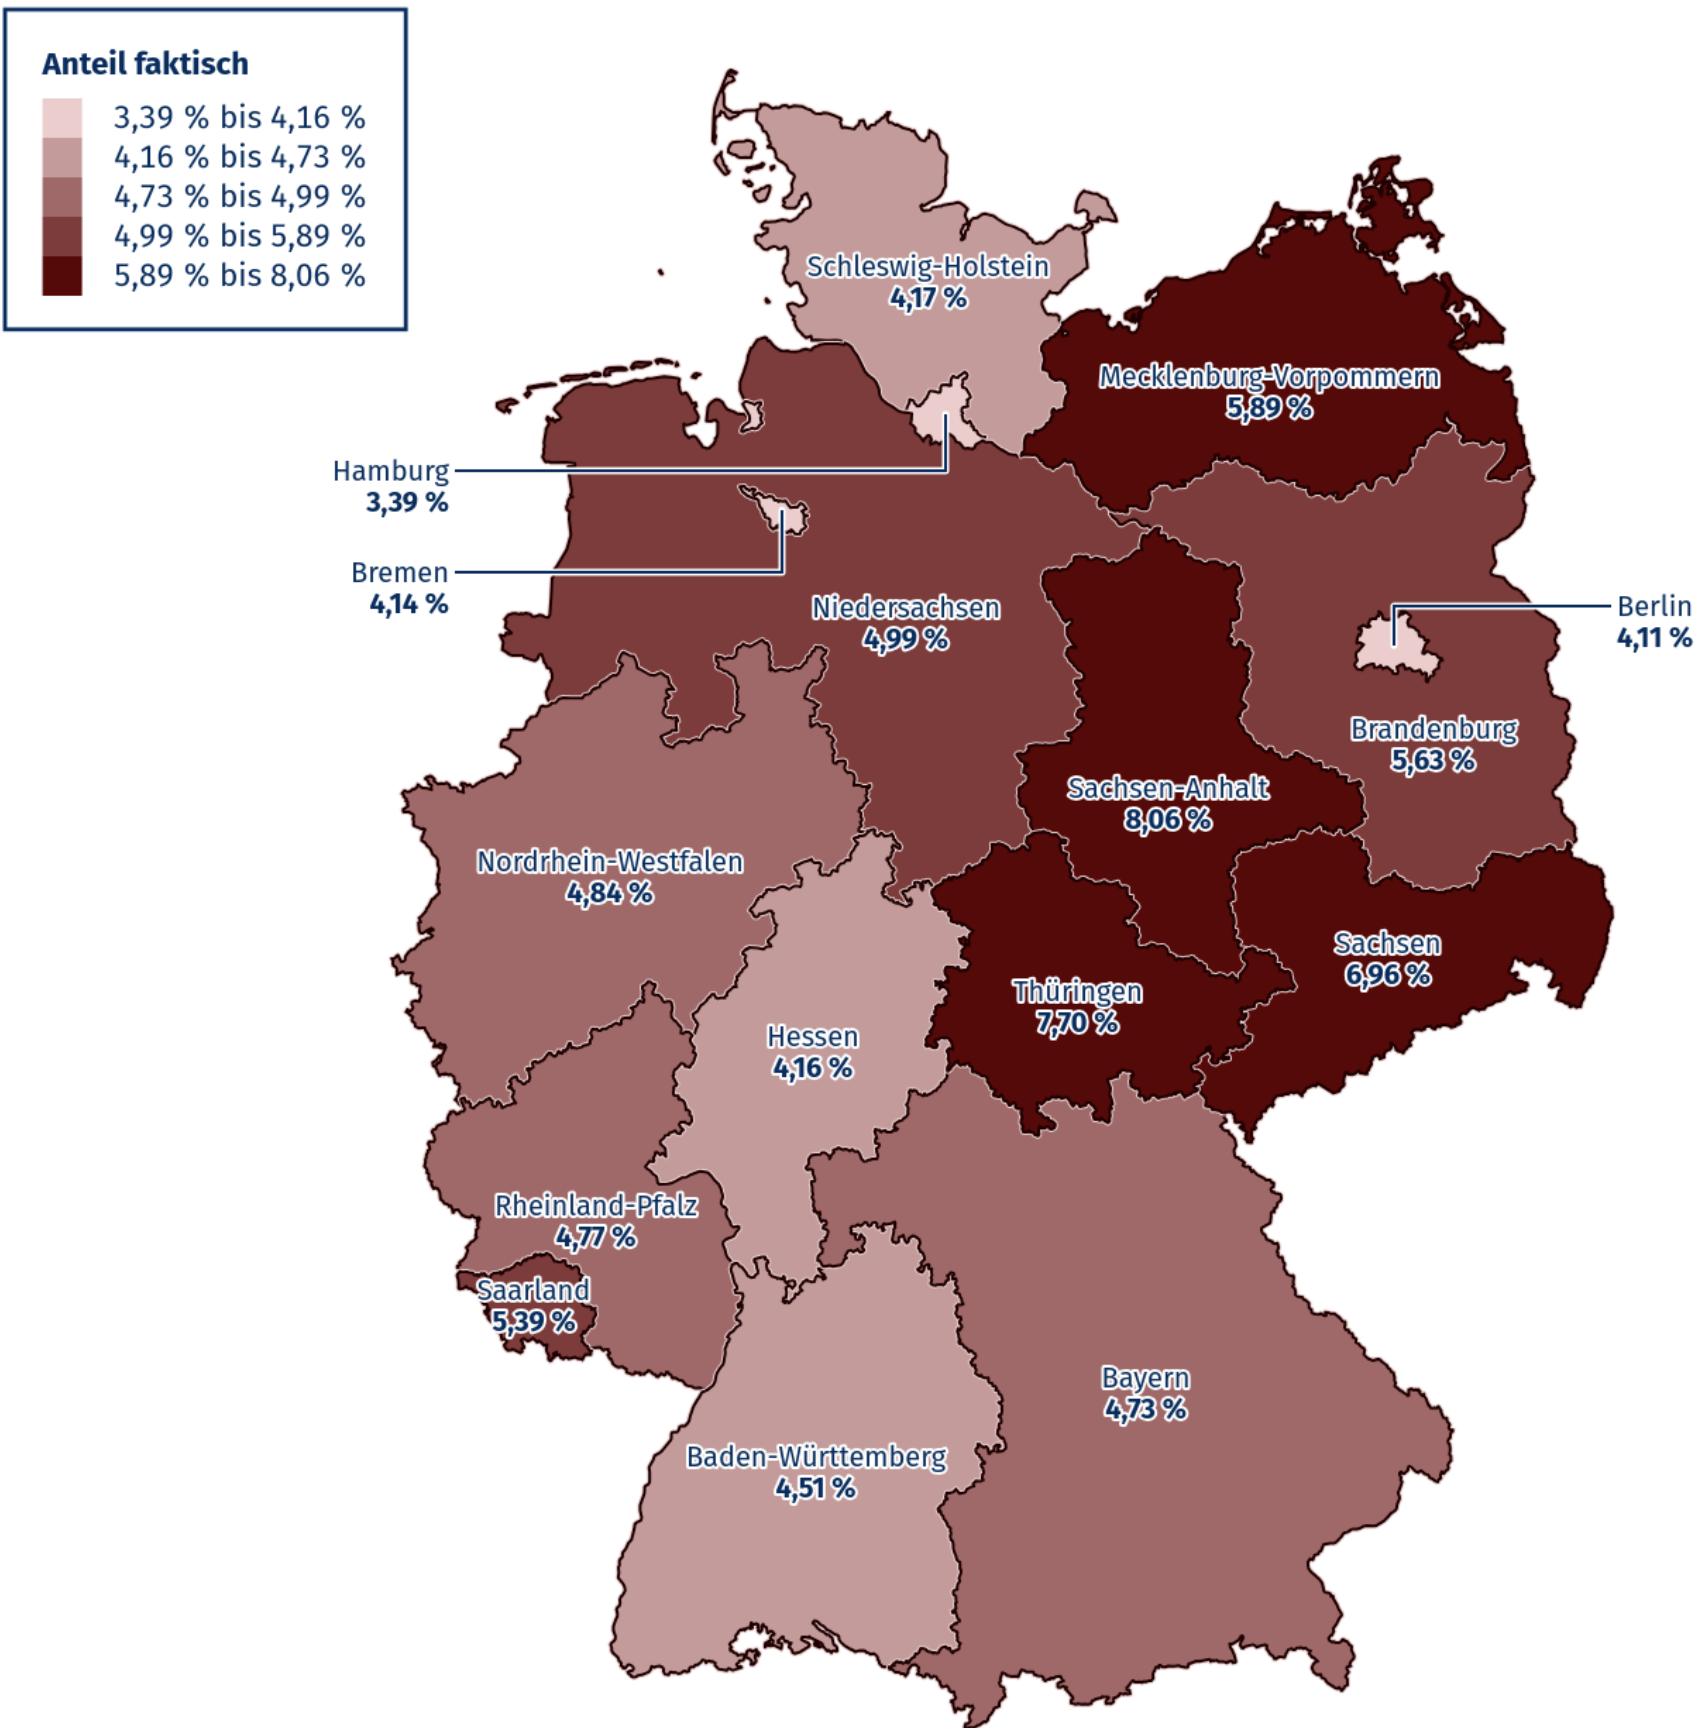 Anteil faktisch
3,39 % bis 4,16 %
4,16 % bis 4,73 %
4,73 % bis 4,99 %
4,99 % bis 5,89 %
5,89 % bis 8,06 %
Schleswig-Holstein
4,17 %
Mecklenburg-Vorpommern
5,89 %
Hamburg
3,39 %
Bremen
4,14 %
Niedersachsen
4,99 %
Berlin
4,11 %
Brandenburg
5,63 %
Sachsen-Anhalt
8,06 %
Nordrhein-Westfalen
4,84 %
Sachsen
6,96 %
Thüringen
7,70 %
Hessen
4,16 %
Rheinland-Pfalz
4,77 %
Saarland
5,39 %
Bayern
4,73 %
Baden-Württemberg
4,51 %